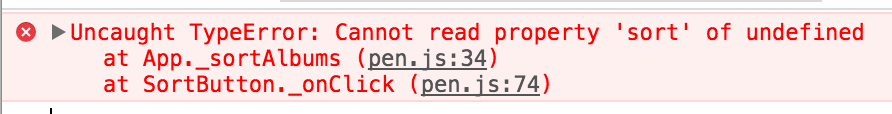 Uncaught TypeError: Cannot read property 'sort' of undefined
at App._sortAlbums (pen.js:34)
at SortButton._onClick (pen.js:74)